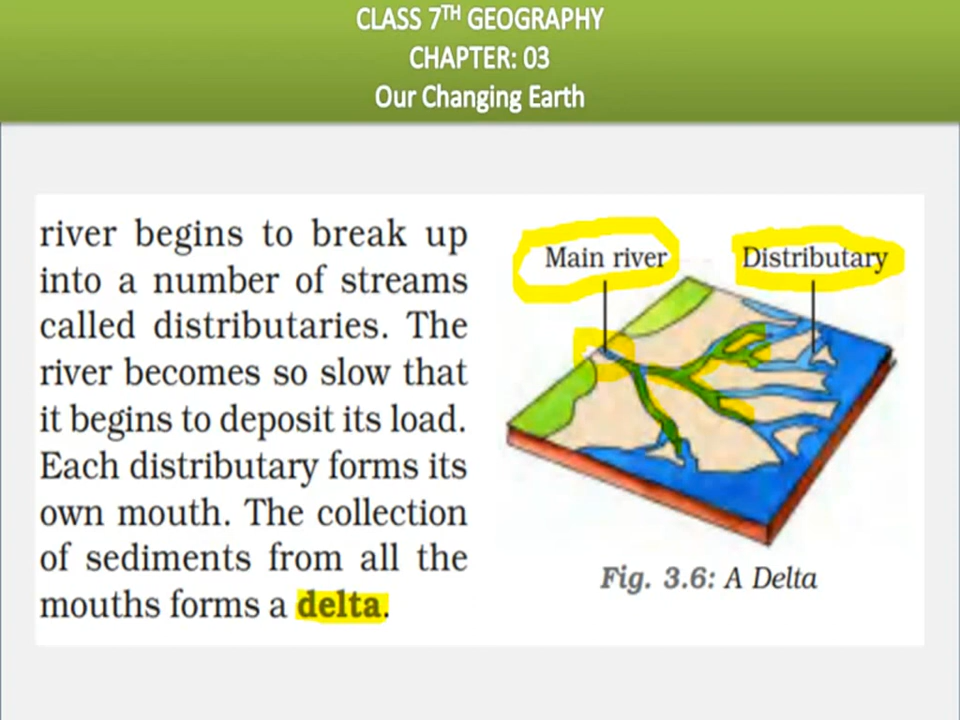 CLASS 7TH GEOGRAPHY
CHAPTER: 03
Our Changing Earth
river begins to break up
into a number of streams
called distributaries. The
river becomes so slow that
it begins to deposit its load.
Each distributary forms its
own mouth. The collection
of sediments from all the
mouths forms a delta.
Main river
Distributary
Fig. 3.6: A Delta